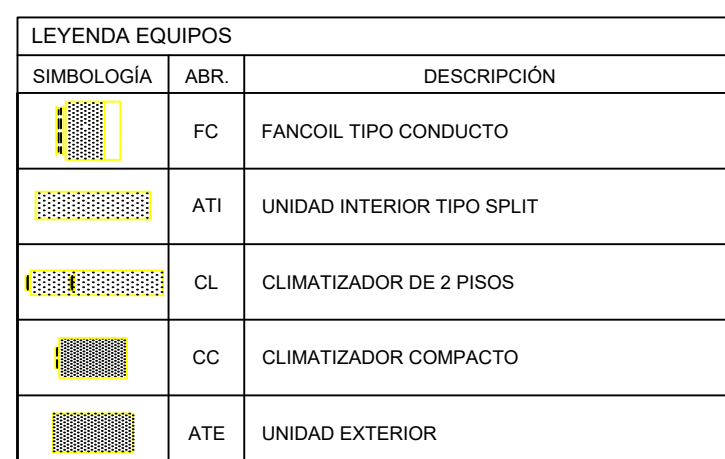 LEYENDA EQUIPOS
SIMBOLOGÍA ABR. DESCRIPCIÓN
FC FANCOIL TIPO CONDUCTO
ATI UNIDAD INTERIOR TIPO SPLIT
CL CLIMATIZADOR DE 2 PISOS
CC CLIMATIZADOR COMPACTO
ATE UNIDAD EXTERIOR